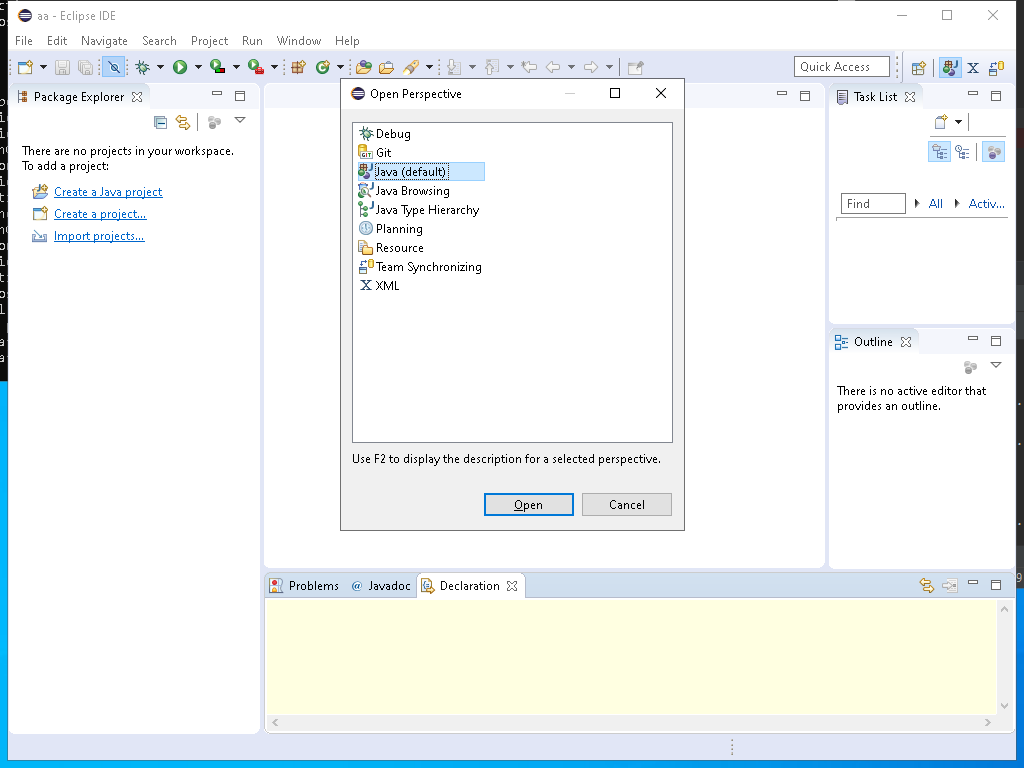 aa - Eclipse IDE
File Edit Navigate Search Project Run Window Help
Quick Access
Package Explorer
There are no projects in your workspace.
To add a project:
Create a Java project
Create a project...
Import projects...
Open Perspective
Debug
Git
Java (default)
Java Browsing
Java Type Hierarchy
Planning
Resource
Team Synchronizing
XML
Use F2 to display the description for a selected perspective.
Open Cancel
Task List
Find All Activ...
Outline
There is no active editor that
provides an outline.
Problems @ Javadoc Declaration